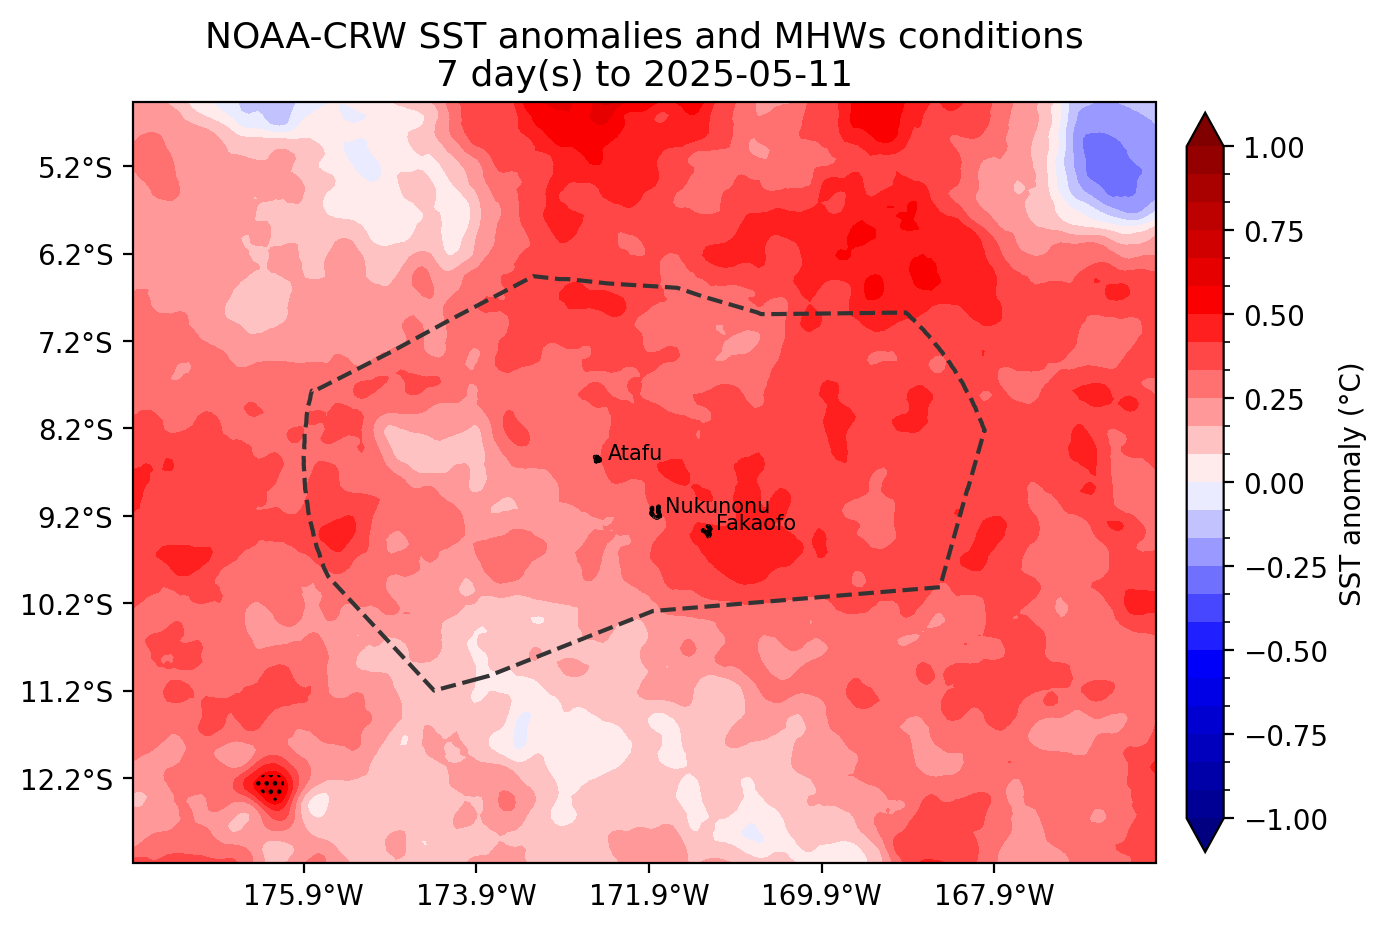 NOAA-CRW SST anomalies and MHWs conditions
7 day(s) to 2025-05-11
5.2°S
6.2°S
7.2°S
8.2°S
9.2°S
10.2°S
11.2°S
12.2°S
Atafu
Nukunonu
Fakaofo
175.9°W
173.9°W
171.9°W
169.9°W
167.9°W
1.00
0.75
0.50
0.25
0.00
−0.25
−0.50
−0.75
−1.00
SST anomaly (°C)